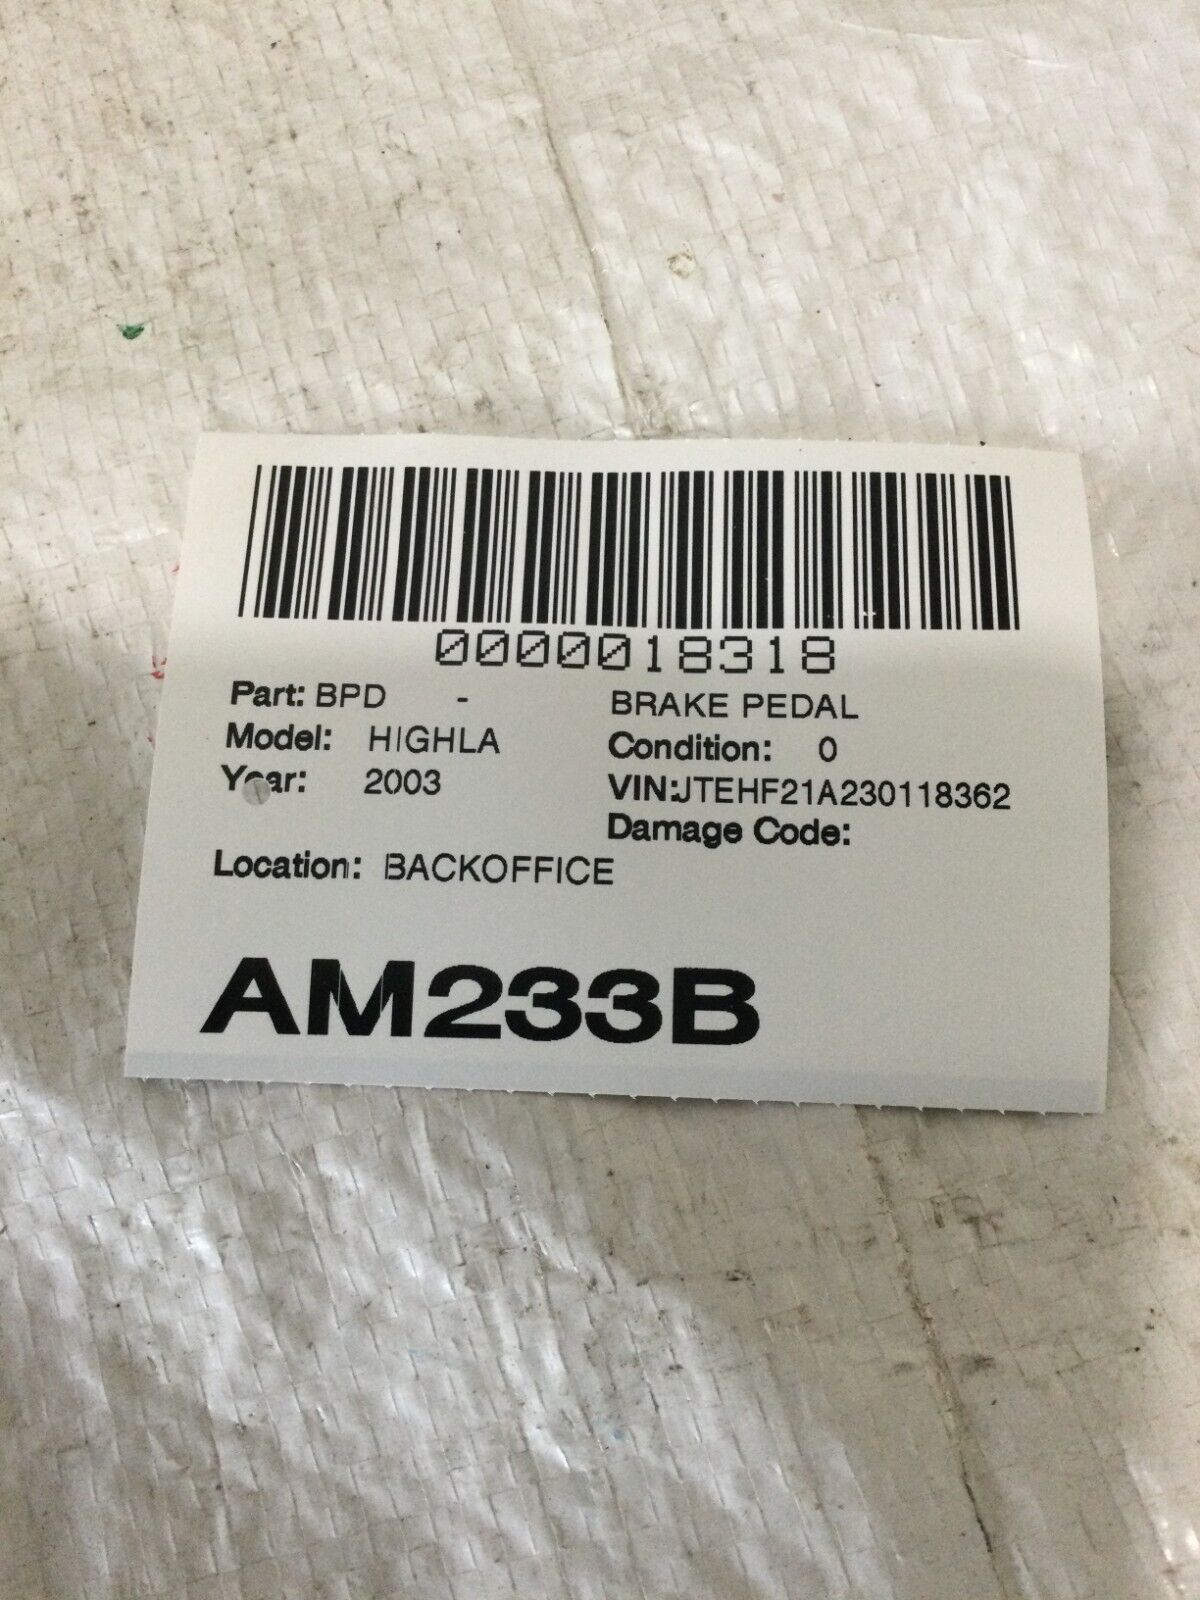 0000018318
Part: BPD - BRAKE PEDAL
Model: HIGHLA Condition: 0
Year: 2003 VIN:JTEHF21A230118362
Damage Code:
Location: BACKOFFICE
AM233B